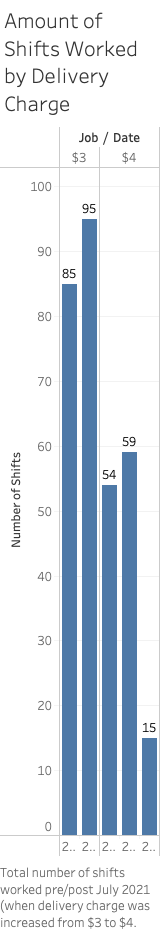 Amount of
Shifts Worked
by Delivery
Charge
Job / Date
$3 $4
100
90
80
70
60
50
40
30
20
10
0
Number of Shifts
85
95
54
59
15
2.. 2.. 2.. 2.. 2..
Total number of shifts
worked pre/post July 2021
(when delivery charge was
increased from $3 to $4.